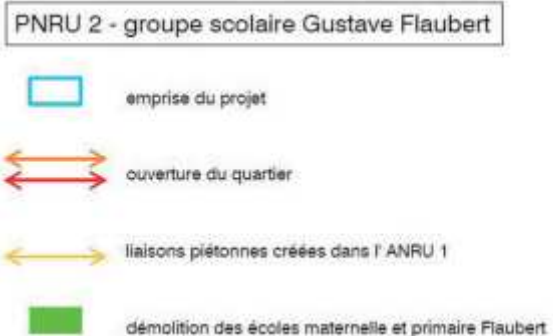 PNRU 2 - groupe scolaire Gustave Flaubert
emprise du projet
ouverture du quartier
liaisons piétonnes créées dans l' ANRU 1
démolition des écoles maternelle et primaire Flaubert